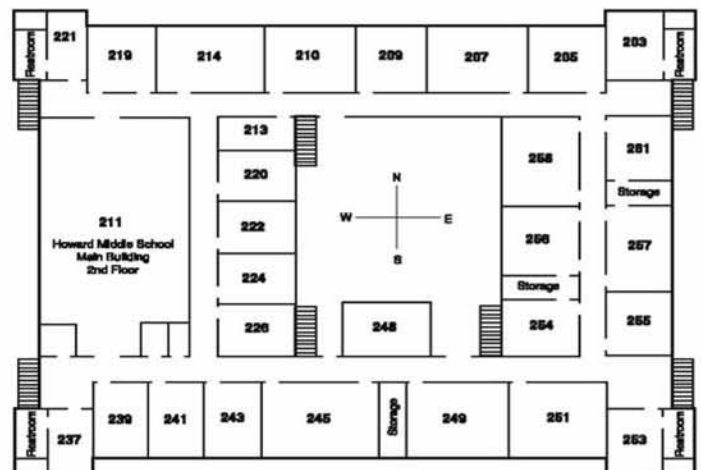 Restroom
221
219
214
210
209
207
205
203
Restroom
213
220
222
224
226
211
Howard Middle School
Main Building
2nd Floor
N
W
E
S
248
258
256
Storage
254
261
Storage
257
255
Restroom
237
239
241
243
245
Storage
249
251
253
Restroom